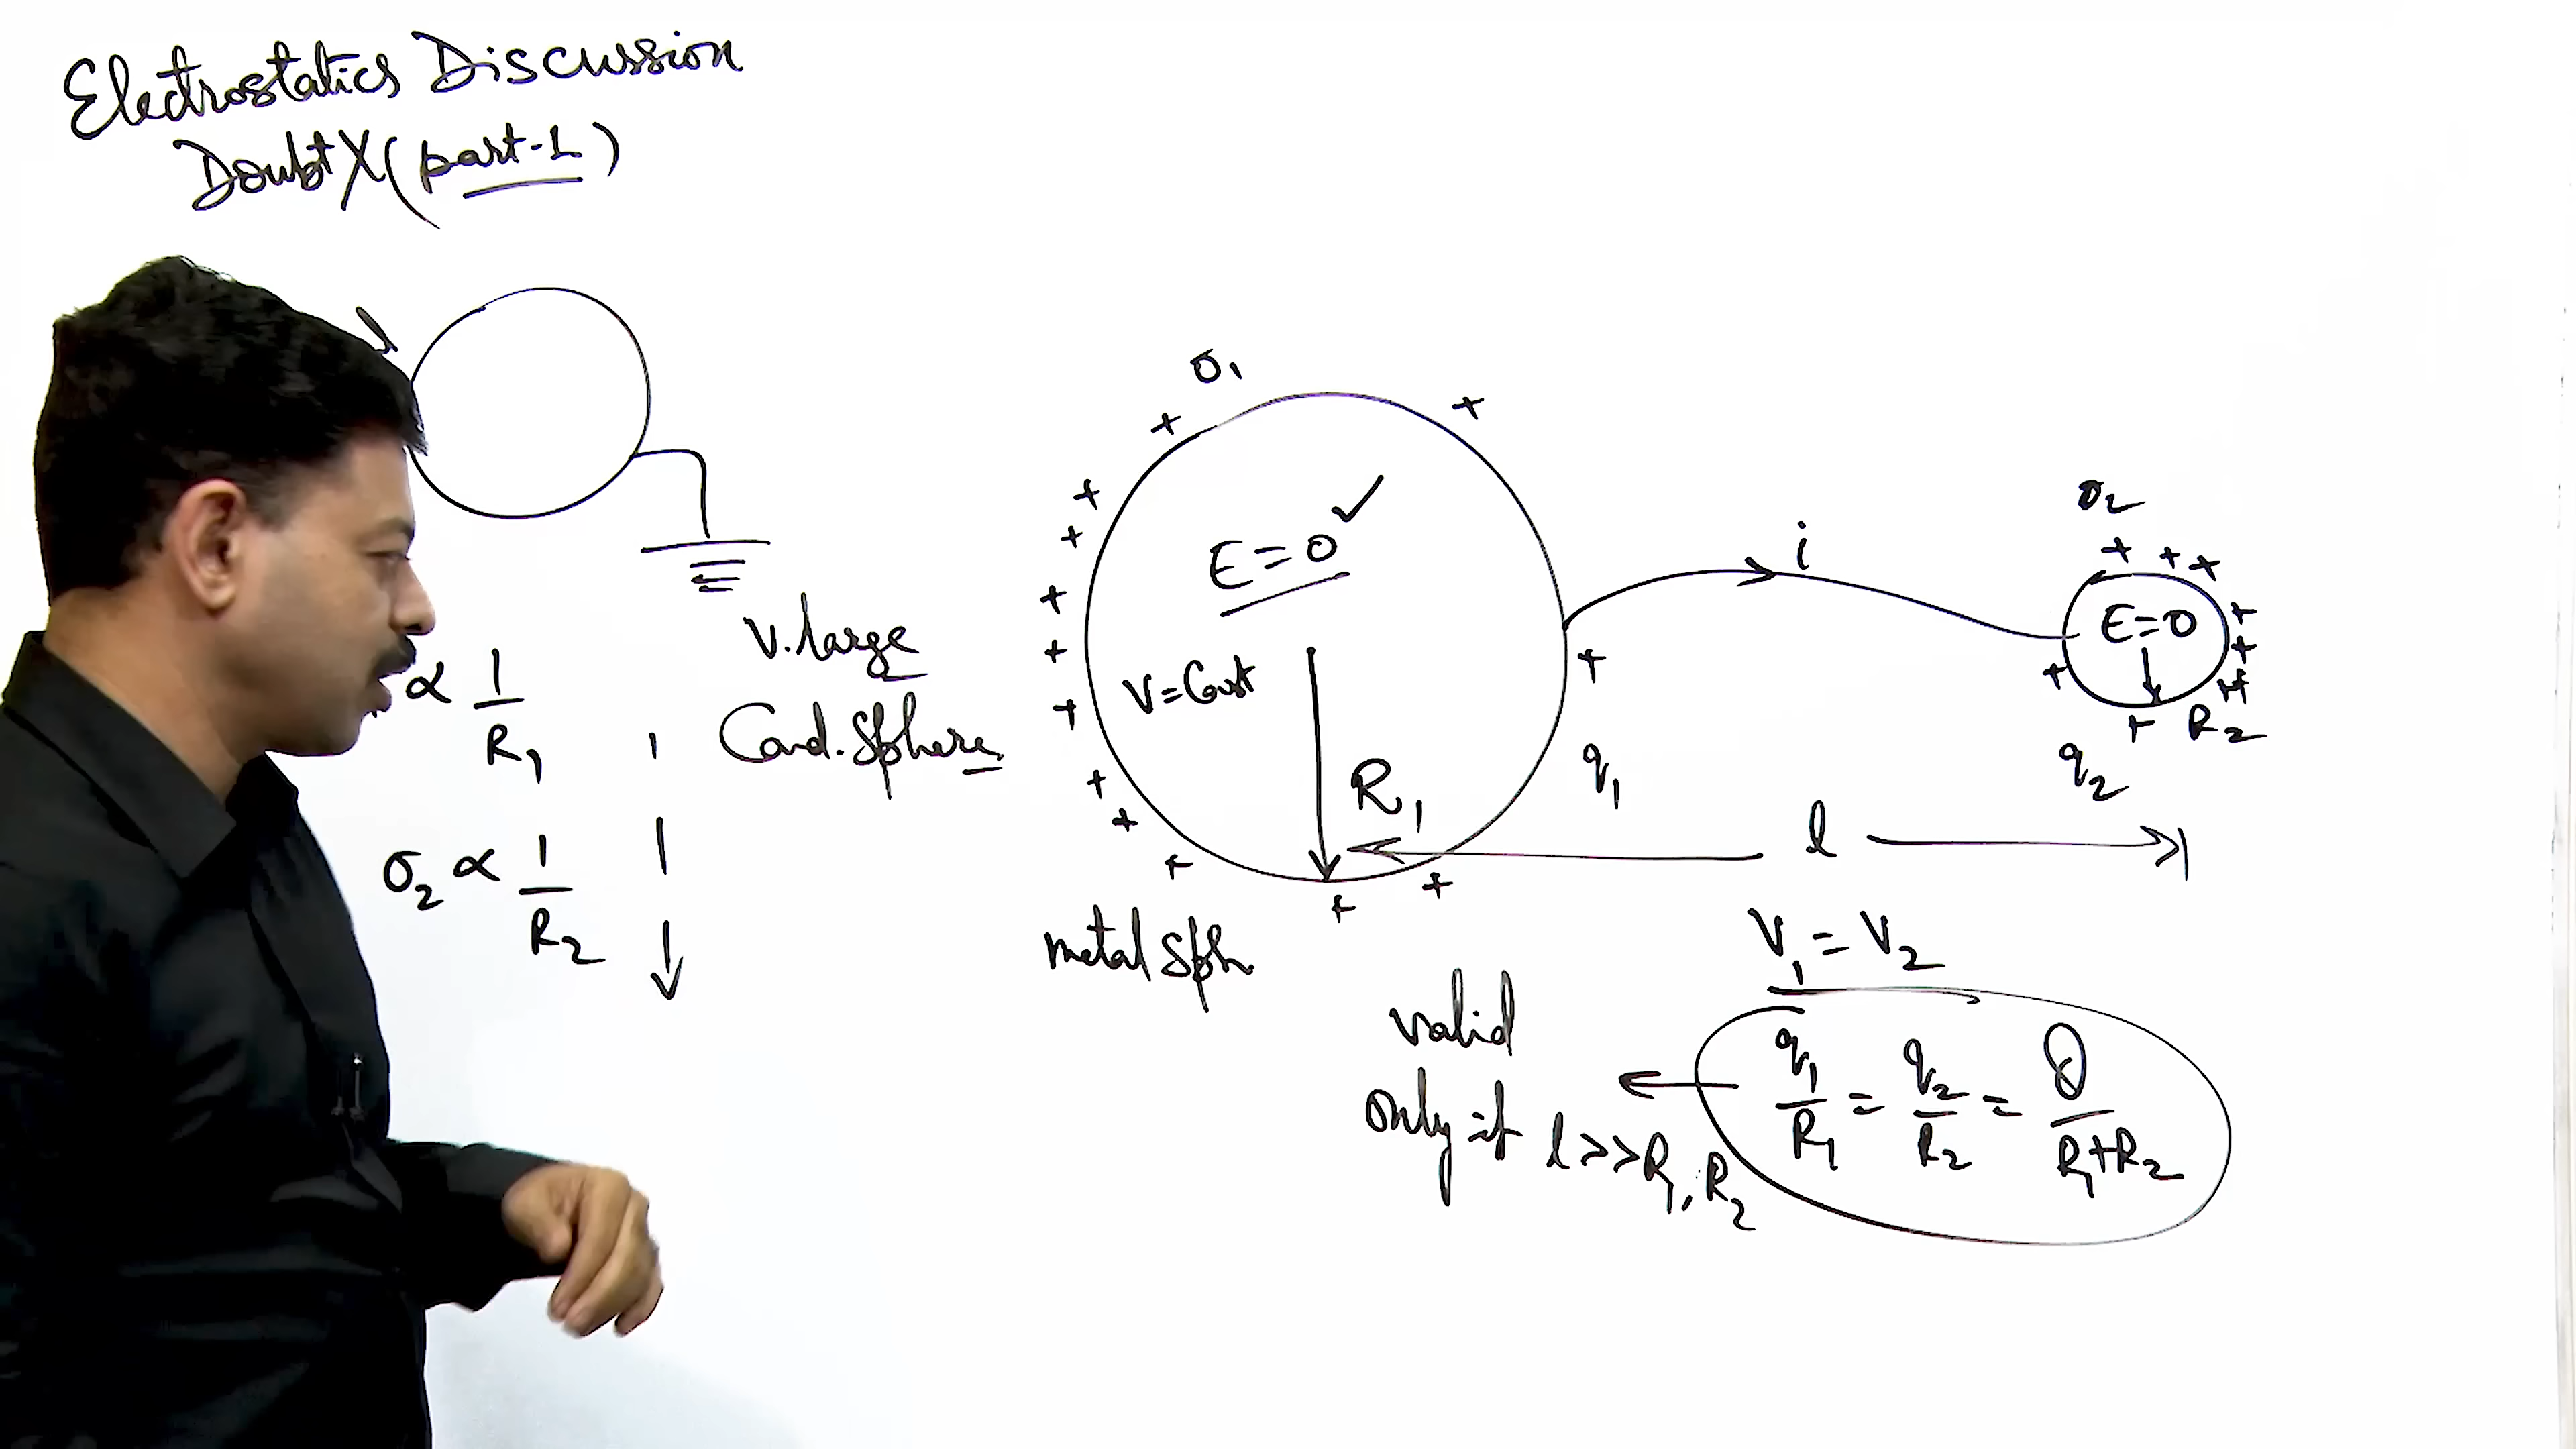 Electrostatics Discussion
Doubt X (part-1)
σ₁
σ₂
E=0 ✓
i
E=0
V. large
Cond. Sphere
V=Const
R₁
q₁
R₂
q₂
l
∝ 1/R₁
σ₂ ∝ 1/R₂
metal Sph.
V₁ = V₂
valid
only if l>>R₁, R₂
q₁/R₁ = q₂/R₂ = Q/R₁+R₂